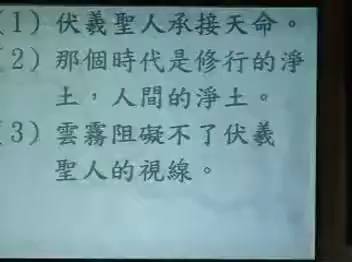 (1) 伏羲聖人承接天命。
(2) 那個時代是修行的淨
土，人間的淨土。
(3) 雲霧阻礙不了伏羲
聖人的視線。